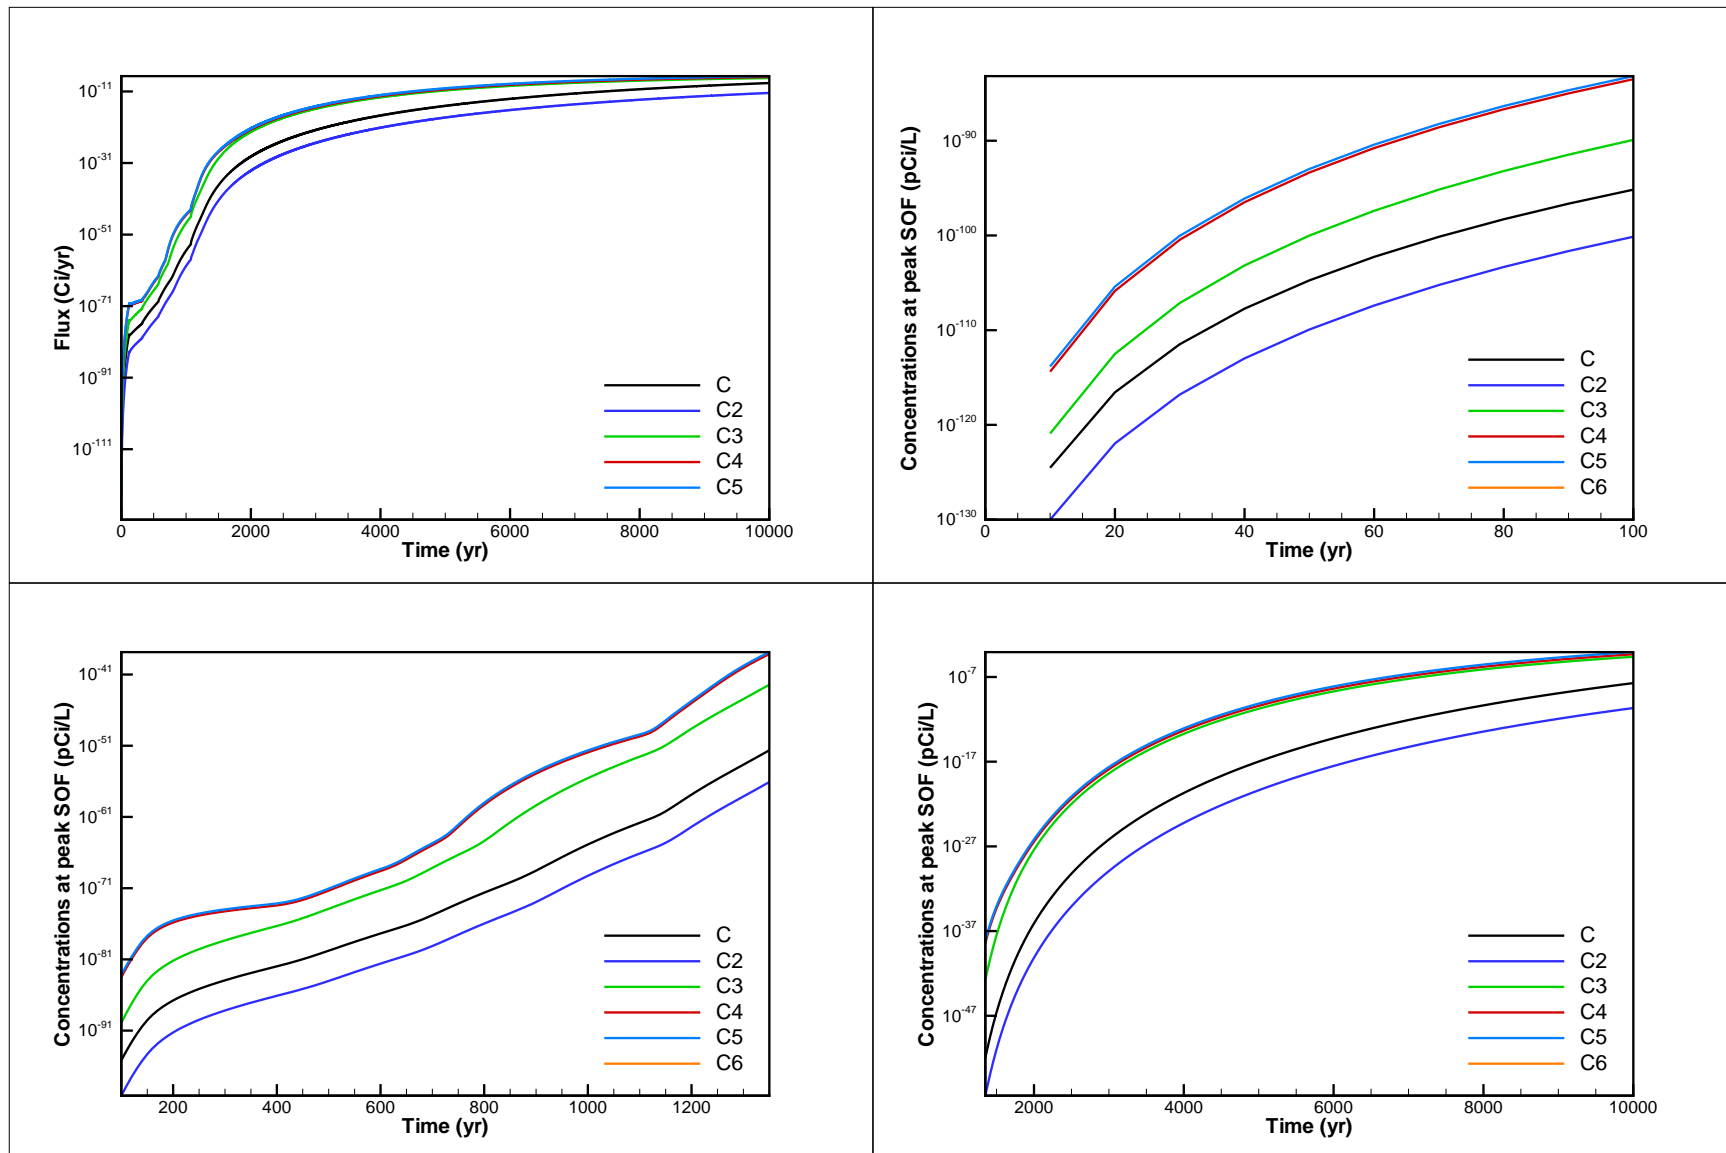 Flux (Ci/yr)
10^-11
10^-31
10^-51
10^-71
10^-91
10^-111
C
C2
C3
C4
C5
0 2000 4000 6000 8000 10000
Time (yr)
Concentrations at peak SOF (pCi/L)
10^-90
10^-100
10^-110
10^-120
10^-130
C
C2
C3
C4
C5
C6
0 20 40 60 80 100
Time (yr)
Concentrations at peak SOF (pCi/L)
10^-41
10^-51
10^-61
10^-71
10^-81
10^-91
C
C2
C3
C4
C5
C6
200 400 600 800 1000 1200
Time (yr)
Concentrations at peak SOF (pCi/L)
10^-7
10^-17
10^-27
10^-37
10^-47
C
C2
C3
C4
C5
C6
2000 4000 6000 8000 10000
Time (yr)